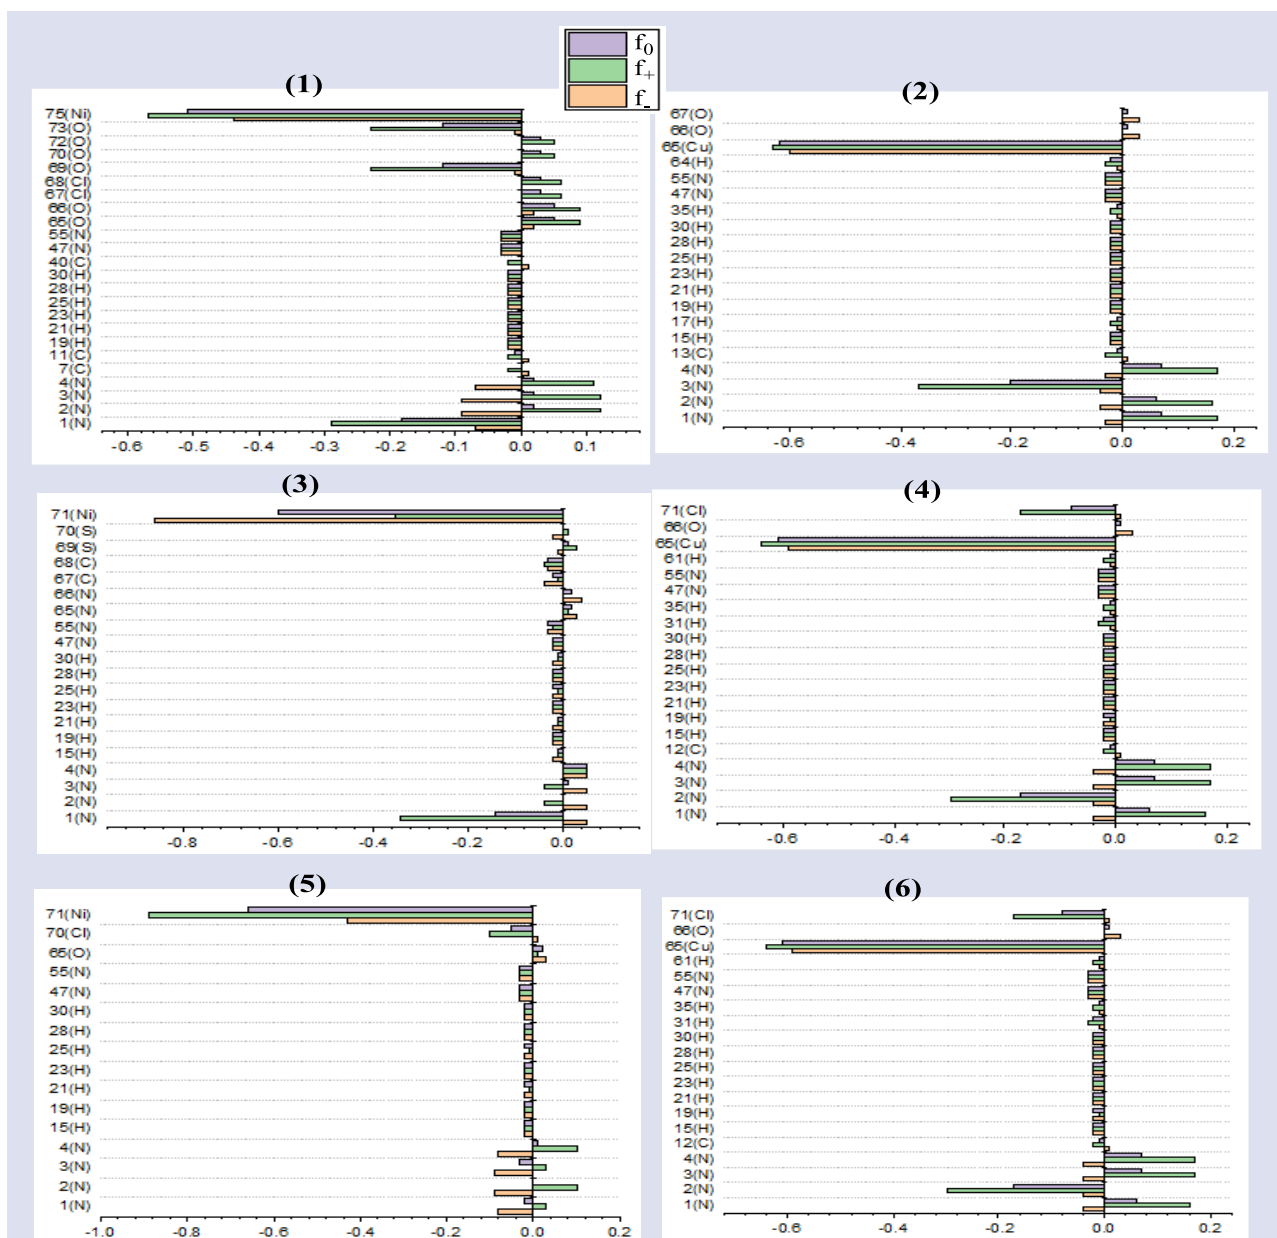 f0
f+
f-
(1)
75(Ni)
73(O)
72(O)
70(O)
69(O)
68(Cl)
67(Cl)
66(O)
65(O)
55(N)
47(N)
40(C)
30(H)
28(H)
25(H)
23(H)
21(H)
19(H)
11(C)
7(C)
4(N)
3(N)
2(N)
1(N)
-0.6 -0.5 -0.4 -0.3 -0.2 -0.1 0.0 0.1
(2)
67(O)
66(O)
65(Cu)
64(H)
55(N)
47(N)
35(H)
30(H)
28(H)
25(H)
23(H)
21(H)
19(H)
17(H)
15(H)
13(C)
4(N)
3(N)
2(N)
1(N)
-0.6 -0.4 -0.2 0.0 0.2
(3)
71(Ni)
70(S)
69(S)
68(C)
67(C)
66(N)
65(N)
55(N)
47(N)
30(H)
28(H)
25(H)
23(H)
21(H)
19(H)
15(H)
4(N)
3(N)
2(N)
1(N)
-0.8 -0.6 -0.4 -0.2 0.0
(4)
71(Cl)
66(O)
65(Cu)
61(H)
55(N)
47(N)
35(H)
31(H)
30(H)
28(H)
25(H)
23(H)
21(H)
19(H)
15(H)
12(C)
4(N)
3(N)
2(N)
1(N)
-0.6 -0.4 -0.2 0.0 0.2
(5)
71(Ni)
70(Cl)
65(O)
55(N)
47(N)
30(H)
28(H)
25(H)
23(H)
21(H)
19(H)
15(H)
4(N)
3(N)
2(N)
1(N)
-1.0 -0.8 -0.6 -0.4 -0.2 0.0 0.2
(6)
71(Cl)
66(O)
65(Cu)
61(H)
55(N)
47(N)
35(H)
31(H)
30(H)
28(H)
25(H)
23(H)
21(H)
19(H)
15(H)
12(C)
4(N)
3(N)
2(N)
1(N)
-0.6 -0.4 -0.2 0.0 0.2